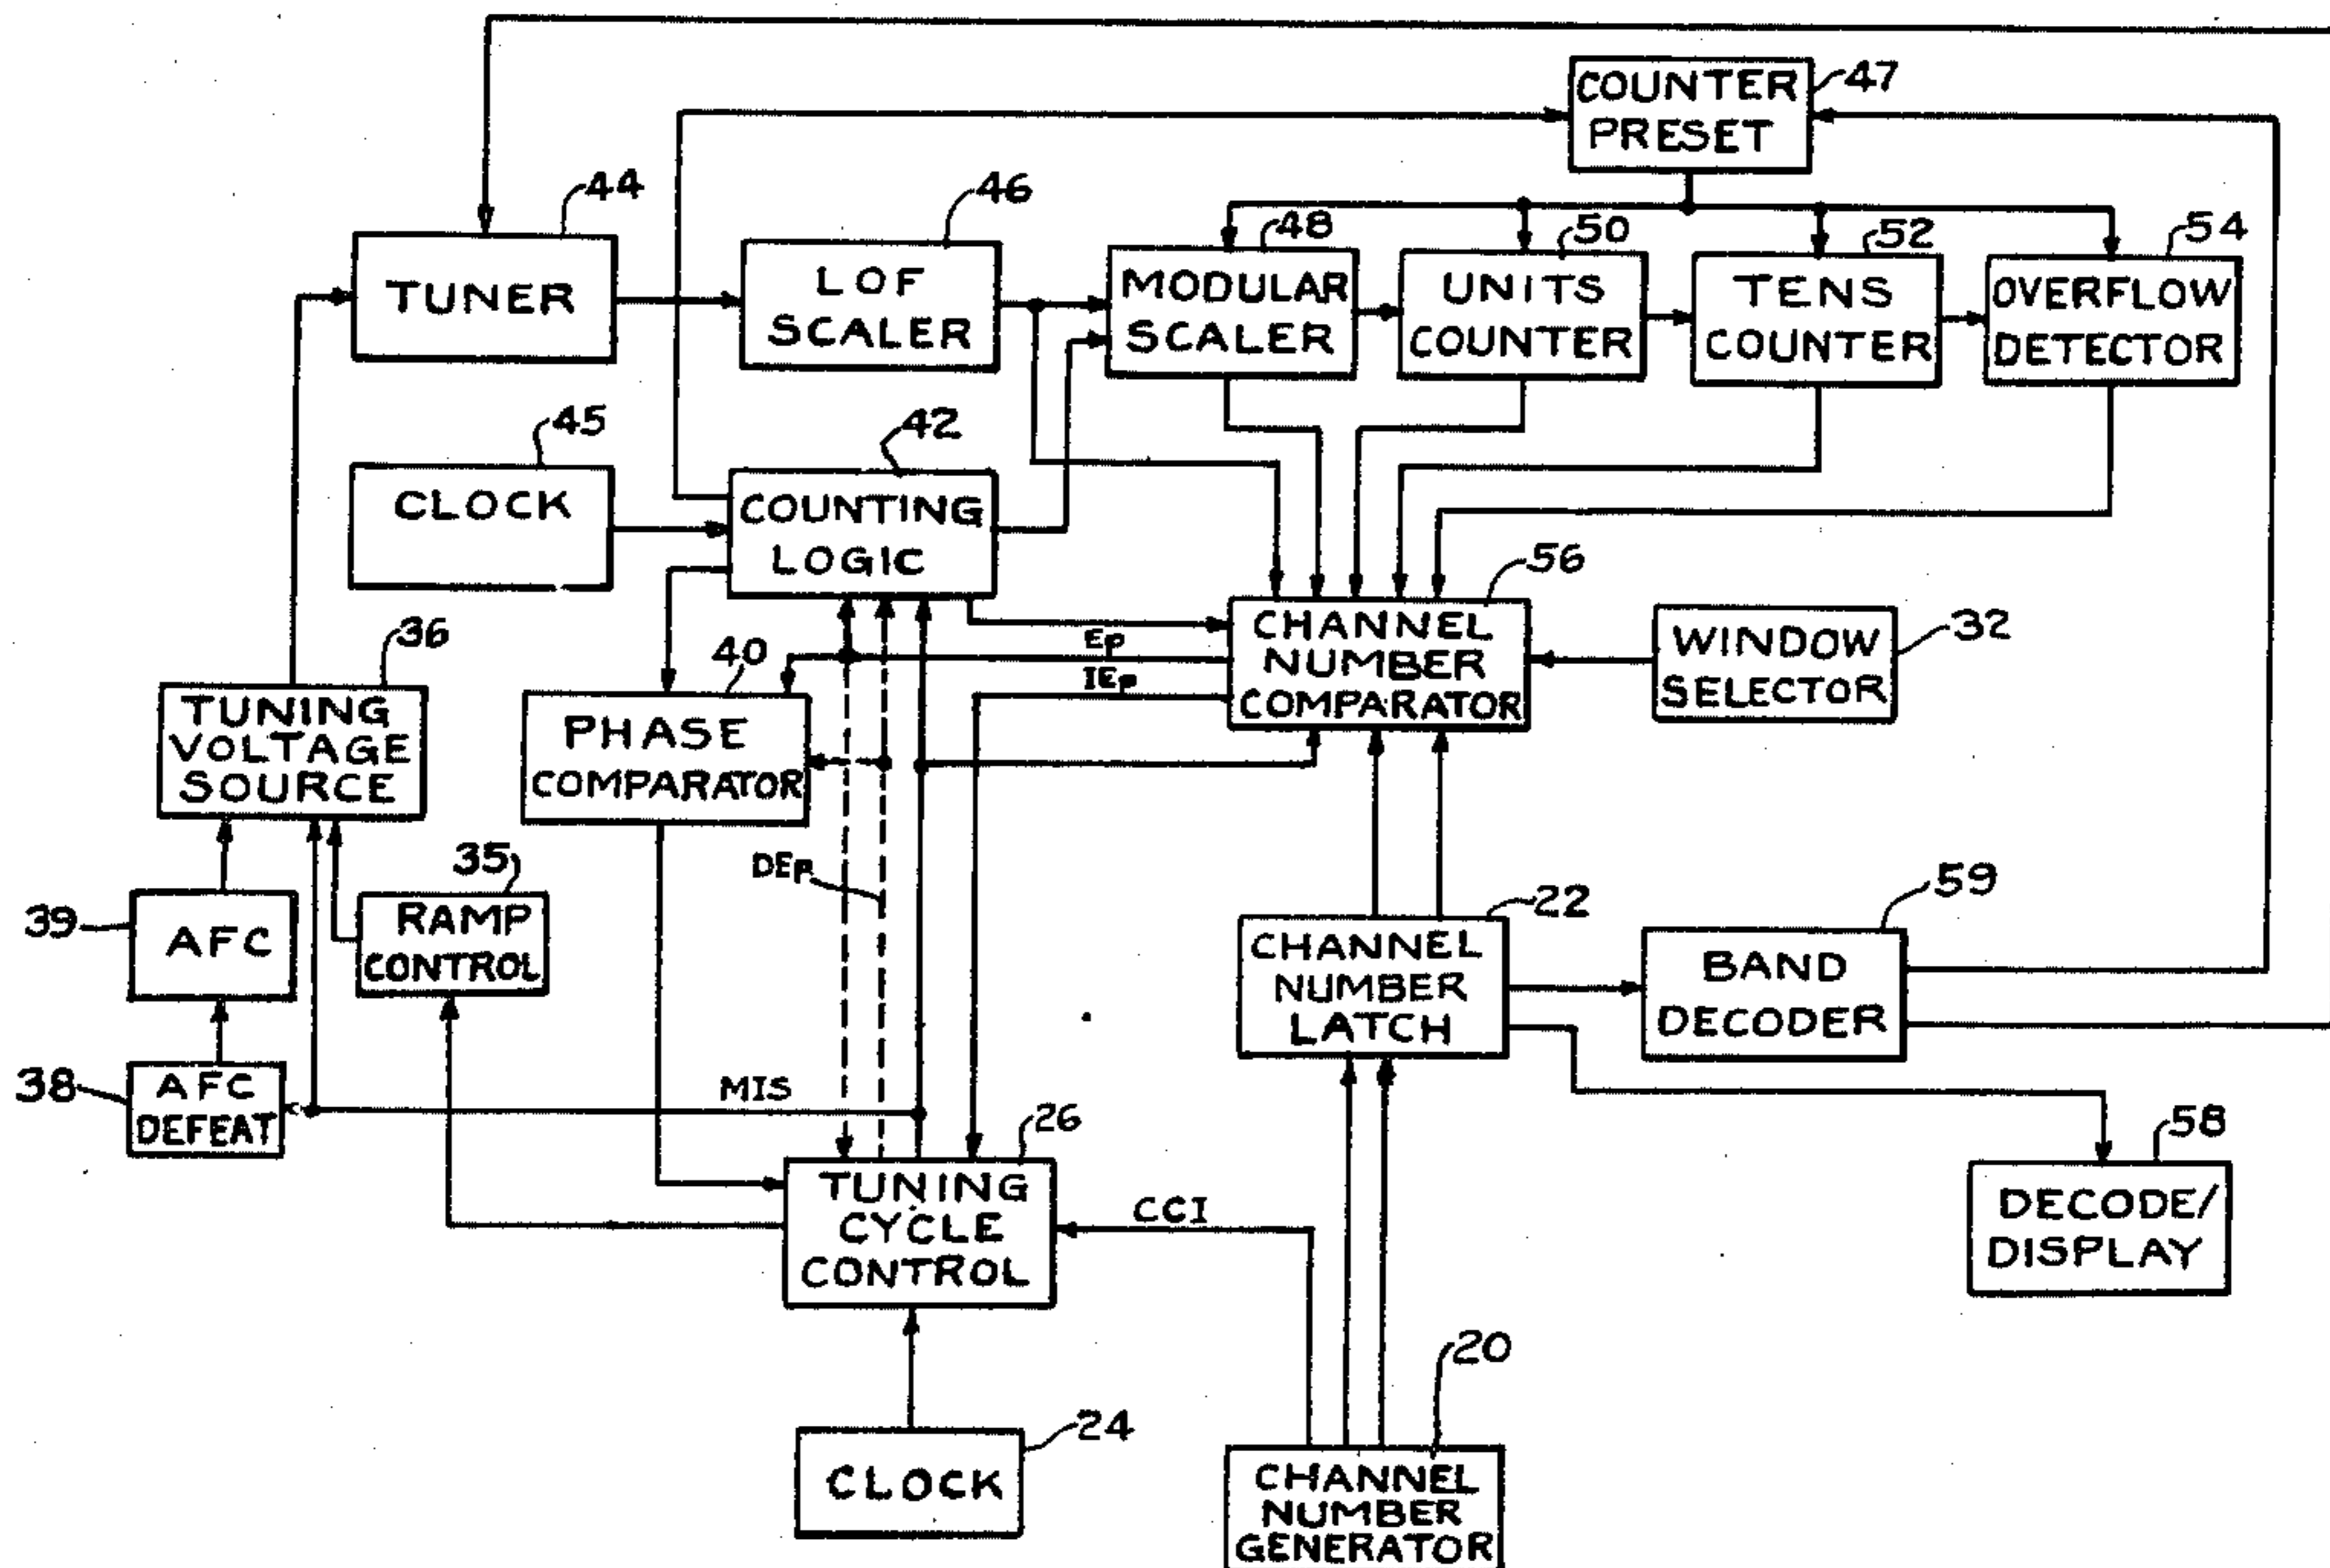 COUNTER
PRESET
47
44
TUNER
46
LOF
SCALER
48
MODULAR
SCALER
50
UNITS
COUNTER
52
TENS
COUNTER
54
OVERFLOW
DETECTOR
45
CLOCK
42
COUNTING
LOGIC
56
CHANNEL
NUMBER
COMPARATOR
WINDOW
SELECTOR
32
Ep
IEp
36
TUNING
VOLTAGE
SOURCE
40
PHASE
COMPARATOR
DEp
39
AFC
35
RAMP
CONTROL
22
CHANNEL
NUMBER
LATCH
59
BAND
DECODER
38
AFC
DEFEAT
MIS
26
TUNING
CYCLE
CONTROL
CCI
58
DECODE/
DISPLAY
24
CLOCK
20
CHANNEL
NUMBER
GENERATOR